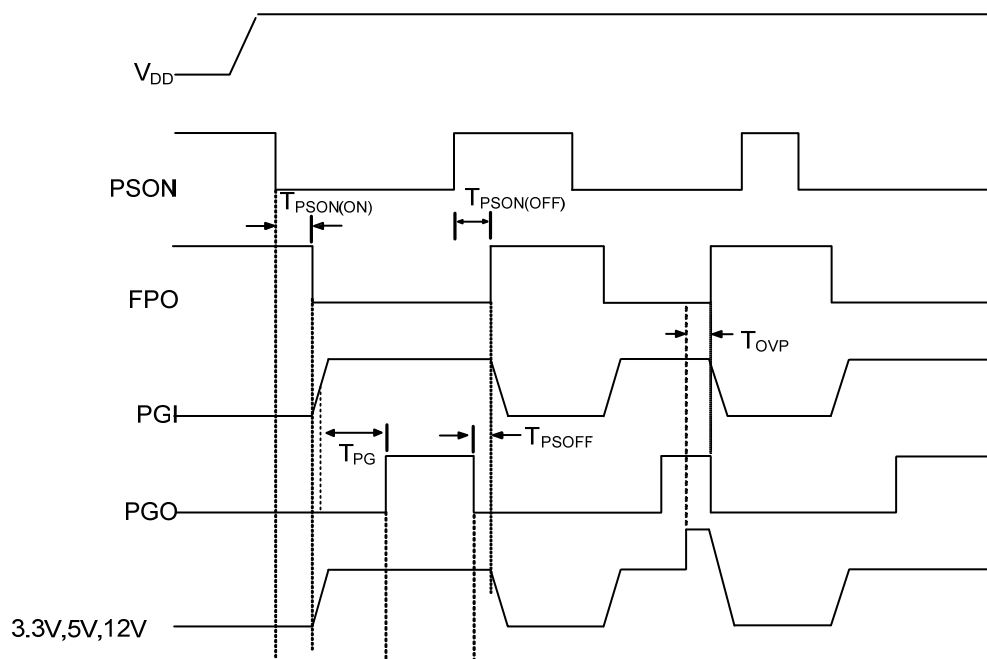 VDD
PSON
TPSON(ON)
TPSON(OFF)
FPO
TOVP
PGI
TPG
TPSOFF
PGO
3.3V,5V,12V